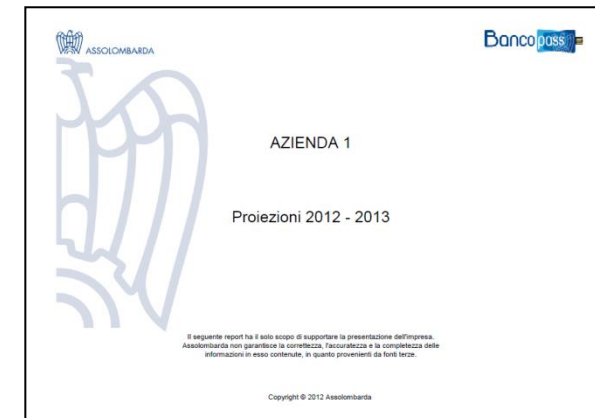 ASSOLOMBARDA
Bancopass
AZIENDA 1
Proiezioni 2012 - 2013
Il seguente report ha il solo scopo di supportare la presentazione dell'impresa.
Assolombarda non garantisce la correttezza, l'accuratezza e la completezza delle
informazioni in esso contenute, in quanto provenienti da fonti terze.
Copyright © 2012 Assolombarda